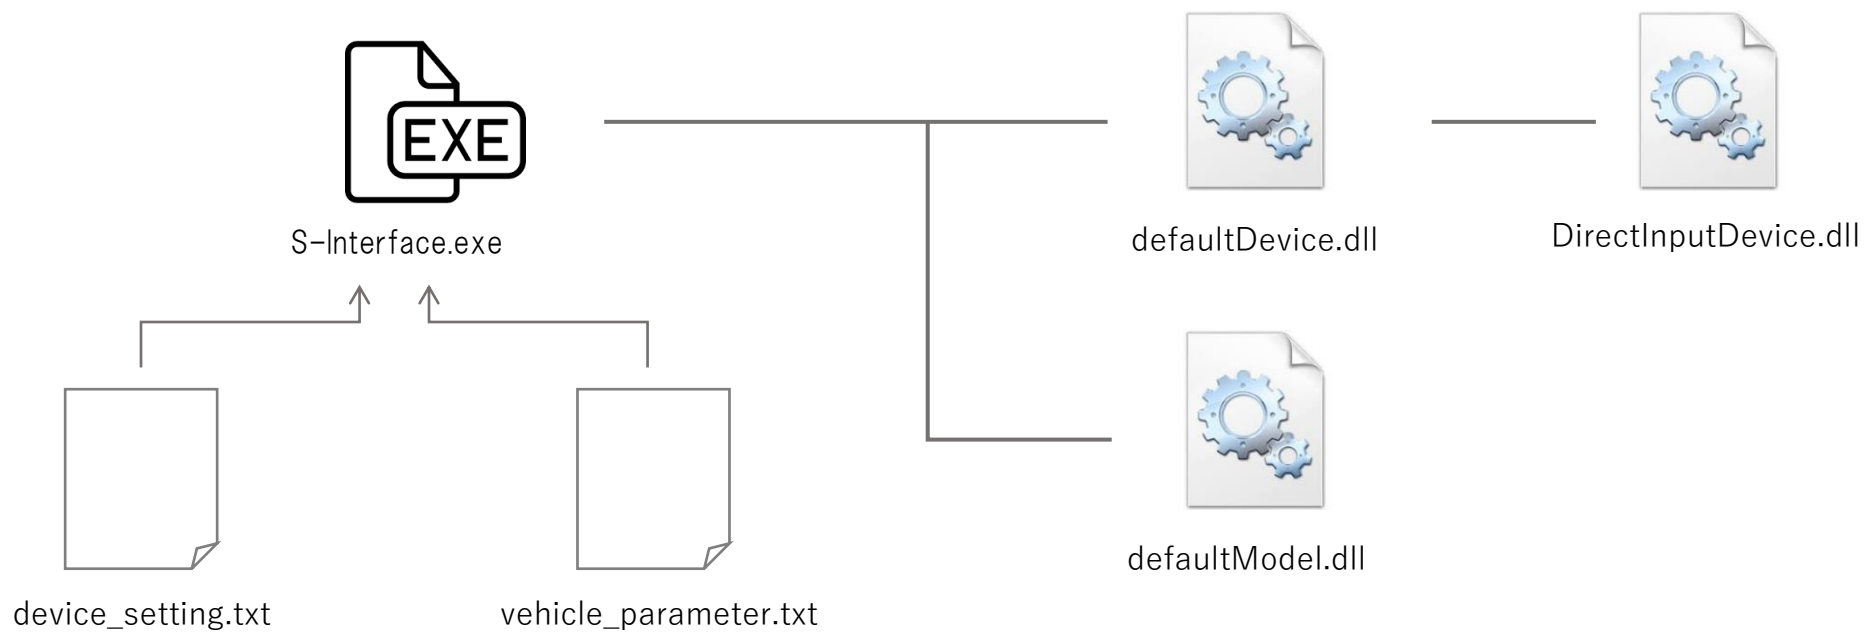 EXE
S-Interface.exe
defaultDevice.dll
DirectInputDevice.dll
defaultModel.dll
device_setting.txt
vehicle_parameter.txt